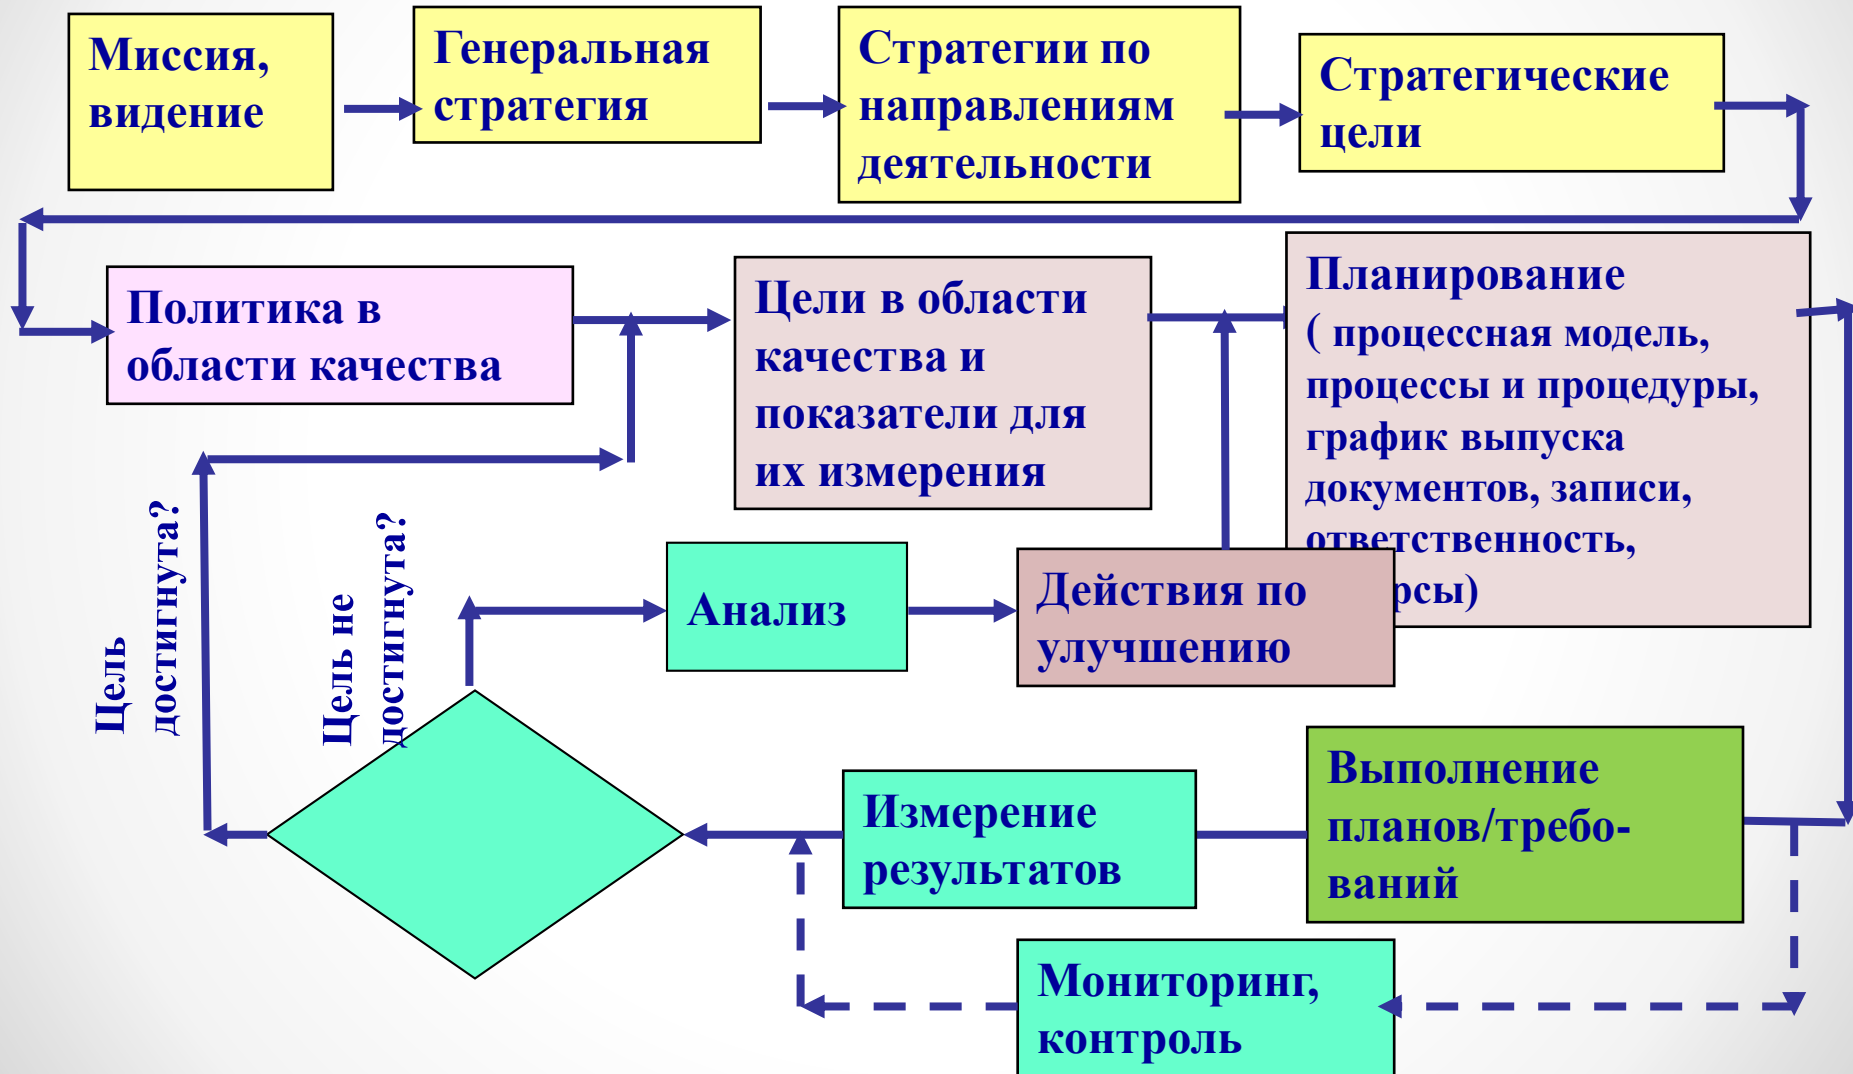 Миссия,
видение
Генеральная
стратегия
Стратегии по
направлениям
деятельности
Стратегические
цели
Политика в
области качества
Цели в области
качества и
показатели для
их измерения
Планирование
( процессная модель,
процессы и процедуры,
график выпуска
документов, записи,
ответственность,
рсы)
Цель
достигнута?
Цель не
достигнута?
Анализ
Действия по
улучшению
Измерение
результатов
Выполнение
планов/требо-
ваний
Мониторинг,
контроль